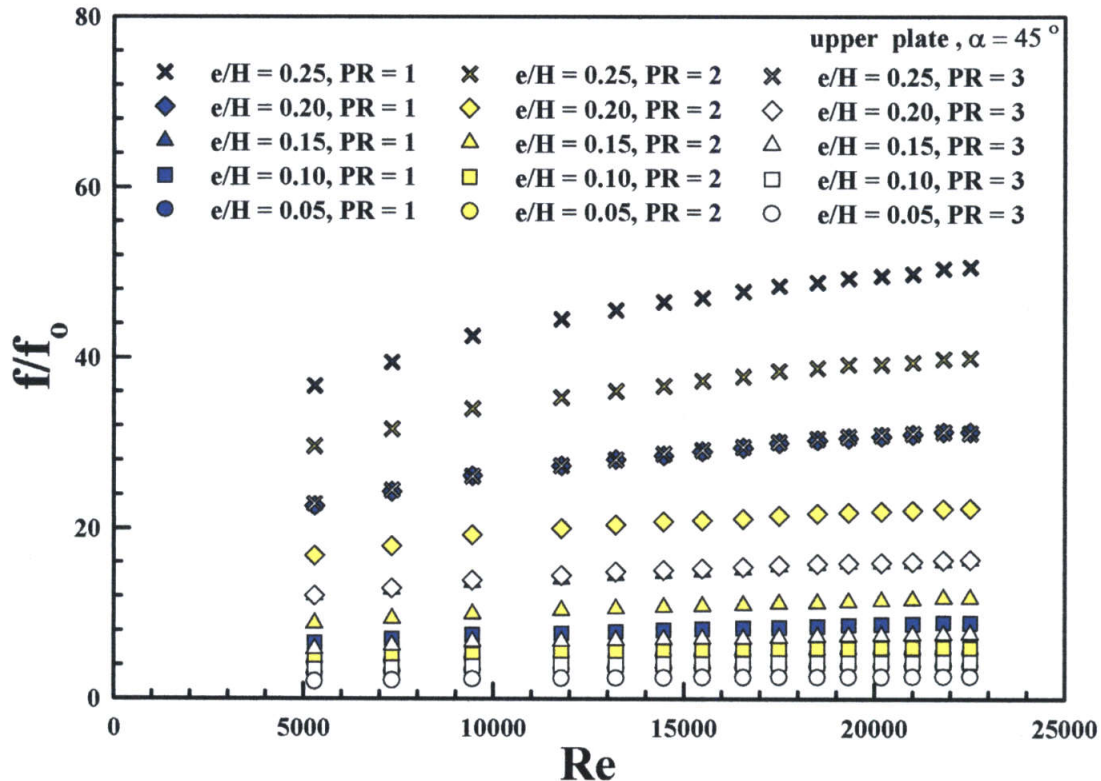 80
upper plate , α = 45 °
e/H = 0.25, PR = 1 e/H = 0.25, PR = 2 e/H = 0.25, PR = 3
e/H = 0.20, PR = 1 e/H = 0.20, PR = 2 e/H = 0.20, PR = 3
e/H = 0.15, PR = 1 e/H = 0.15, PR = 2 e/H = 0.15, PR = 3
e/H = 0.10, PR = 1 e/H = 0.10, PR = 2 e/H = 0.10, PR = 3
e/H = 0.05, PR = 1 e/H = 0.05, PR = 2 e/H = 0.05, PR = 3
60
40
f/fₒ
20
0
0 5000 10000 15000 20000 25000
Re